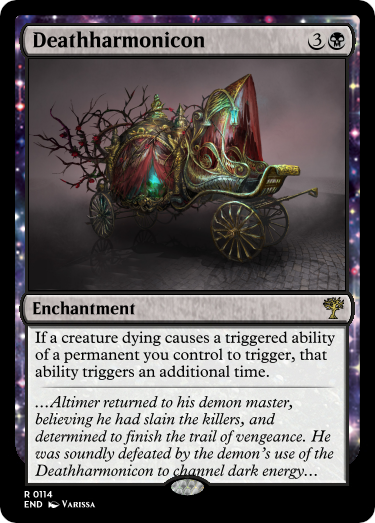 Deathharmonicon 3
Enchantment
If a creature dying causes a triggered ability
of a permanent you control to trigger, that
ability triggers an additional time.
…Altimer returned to his demon master,
believing he had slain the killers, and
determined to finish the trail of vengeance. He
was soundly defeated by the demon's use of the
Deathharmonicon to channel dark energy…
R 0114
END Varissa